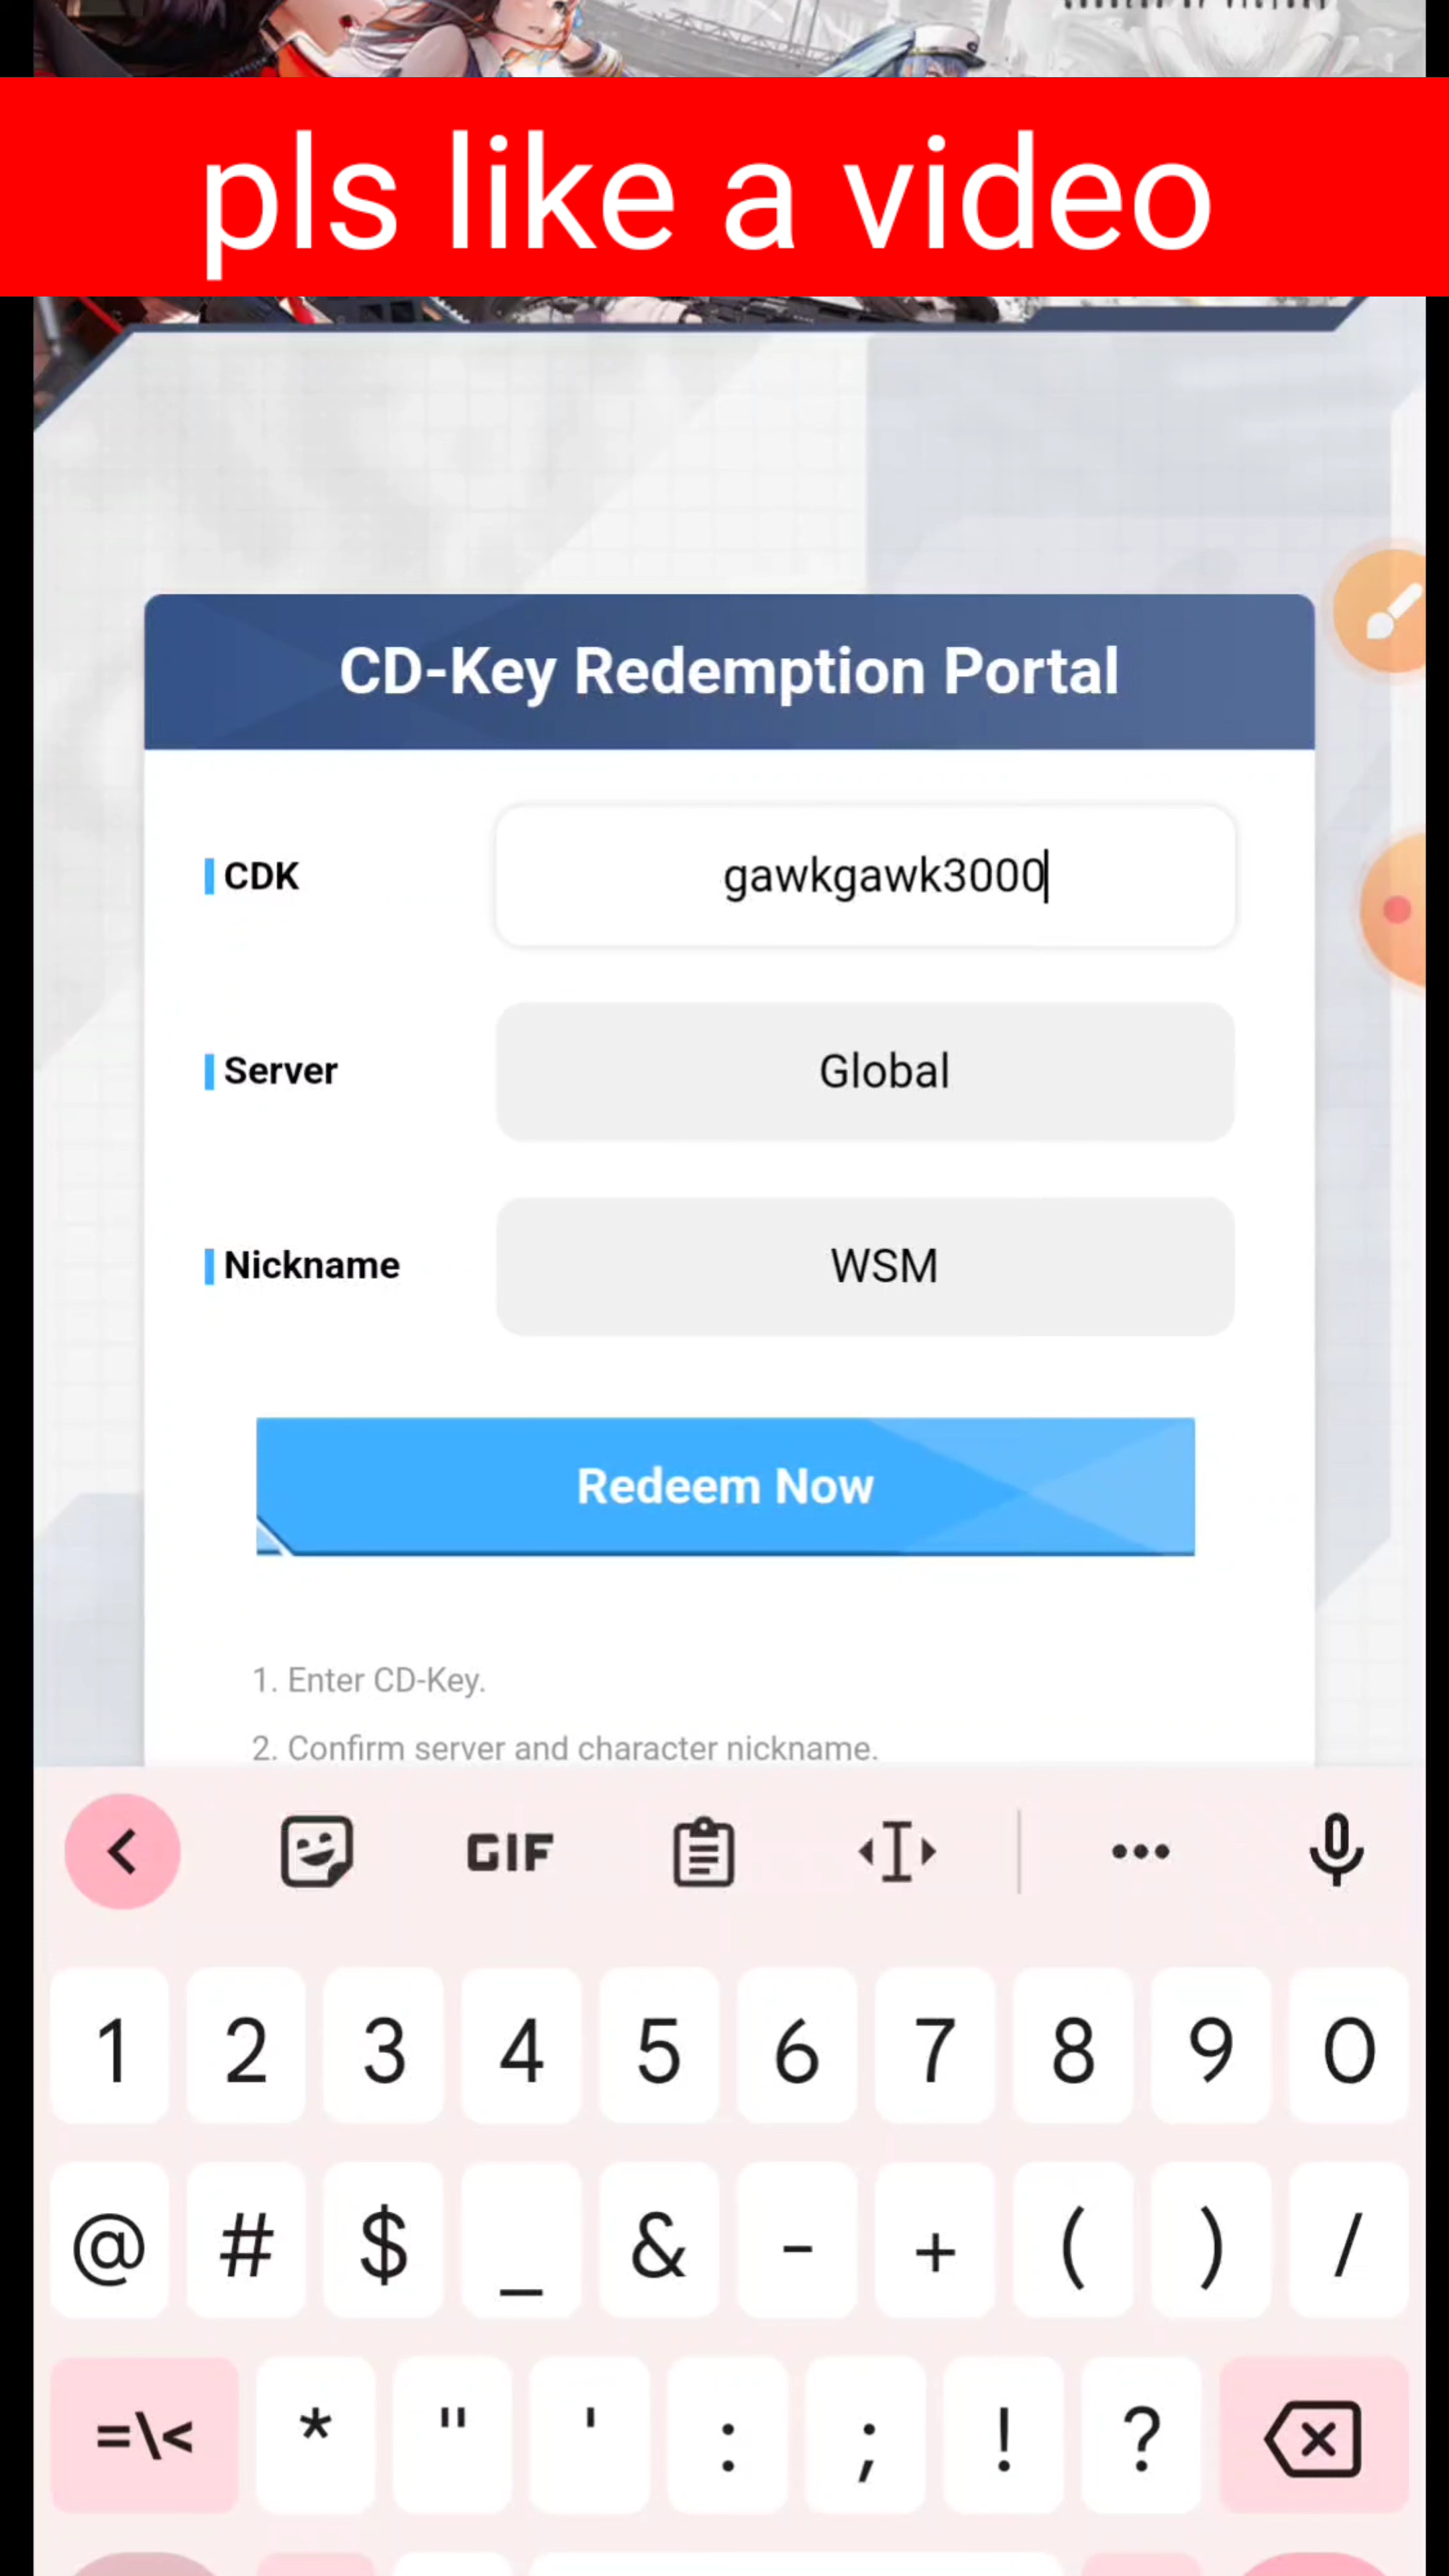 pls like a video
CD-Key Redemption Portal
CDK
gawkgawk3000
Server
Global
Nickname
WSM
Redeem Now
1. Enter CD-Key.
2. Confirm server and character nickname.
GIF
1 2 3 4 5 6 7 8 9 0
@ # $ _ & - + ( ) /
=\< * " ' : ; ! ?